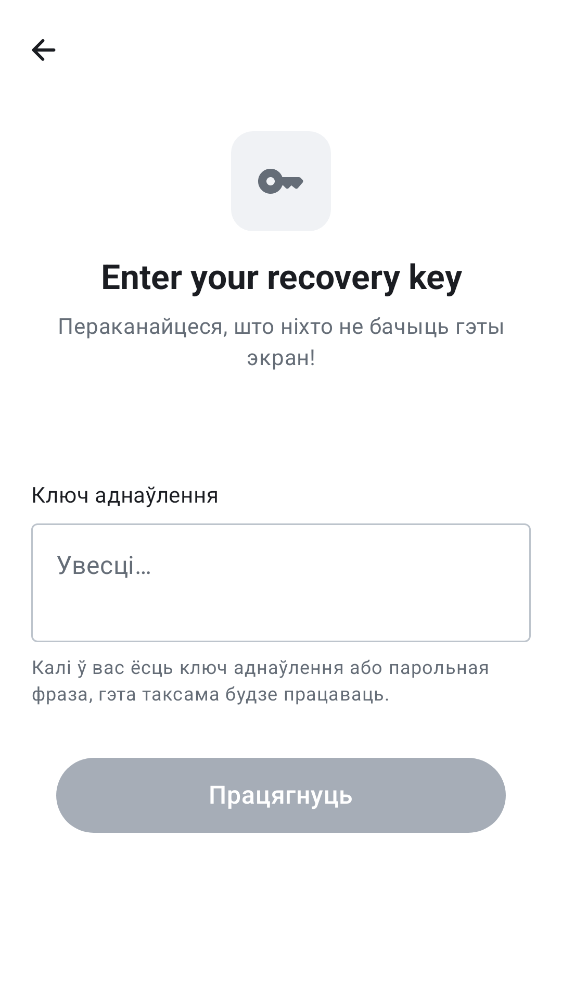 Enter your recovery key
Пераканайцеся, што ніхто не бачыць гэты
экран!
Ключ аднаўлення
Увесці...
Калі ў вас ёсць ключ аднаўлення або парольная
фраза, гэта таксама будзе працаваць.
Працягнуць